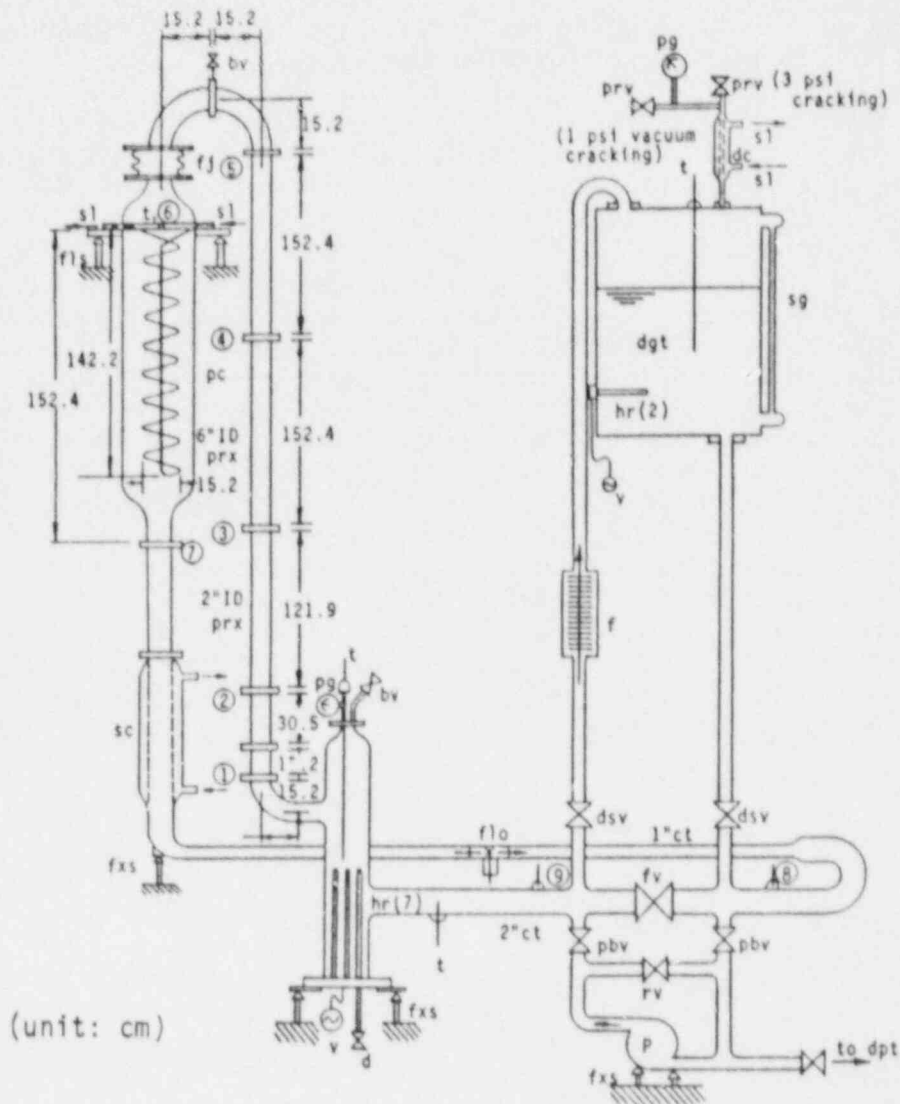 15.2 15.2
bv
pg
prv
prv (3 psi
cracking)
15.2
(1 psi vacuum
cracking)
sl
dc
sl
t
fj
⑤
sl
t
⑥
sl
fls
152.4
sg
④
dgt
142.2
pc
152.4
hr(2)
6"ID
prx
152.4
15.2
v
③
⑦
2"ID
prx
121.9
f
t
pg
bv
②
sc
30.5
①
15.2
dsv
dsv
flo
1"ct
fxs
⑨
fv
⑧
hr(7)
2"ct
pbv
pbv
t
rv
(unit: cm)
fxs
v
d
P
to dpt
fxs